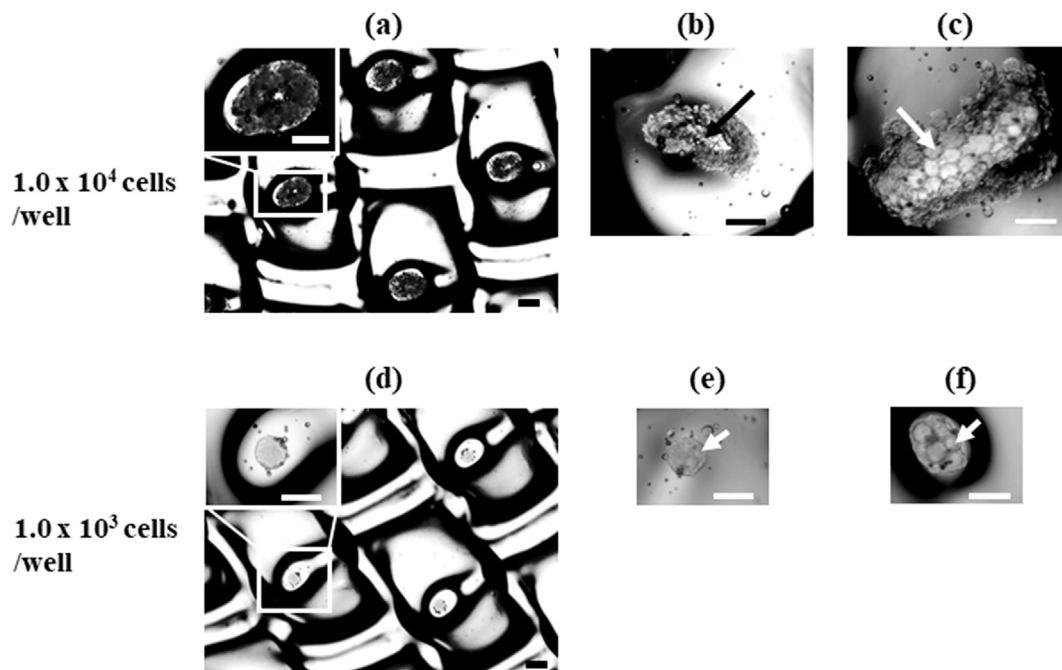 (a)
(b)
(c)
1.0 x 10⁴ cells
/well
(d)
(e)
(f)
1.0 x 10³ cells
/well